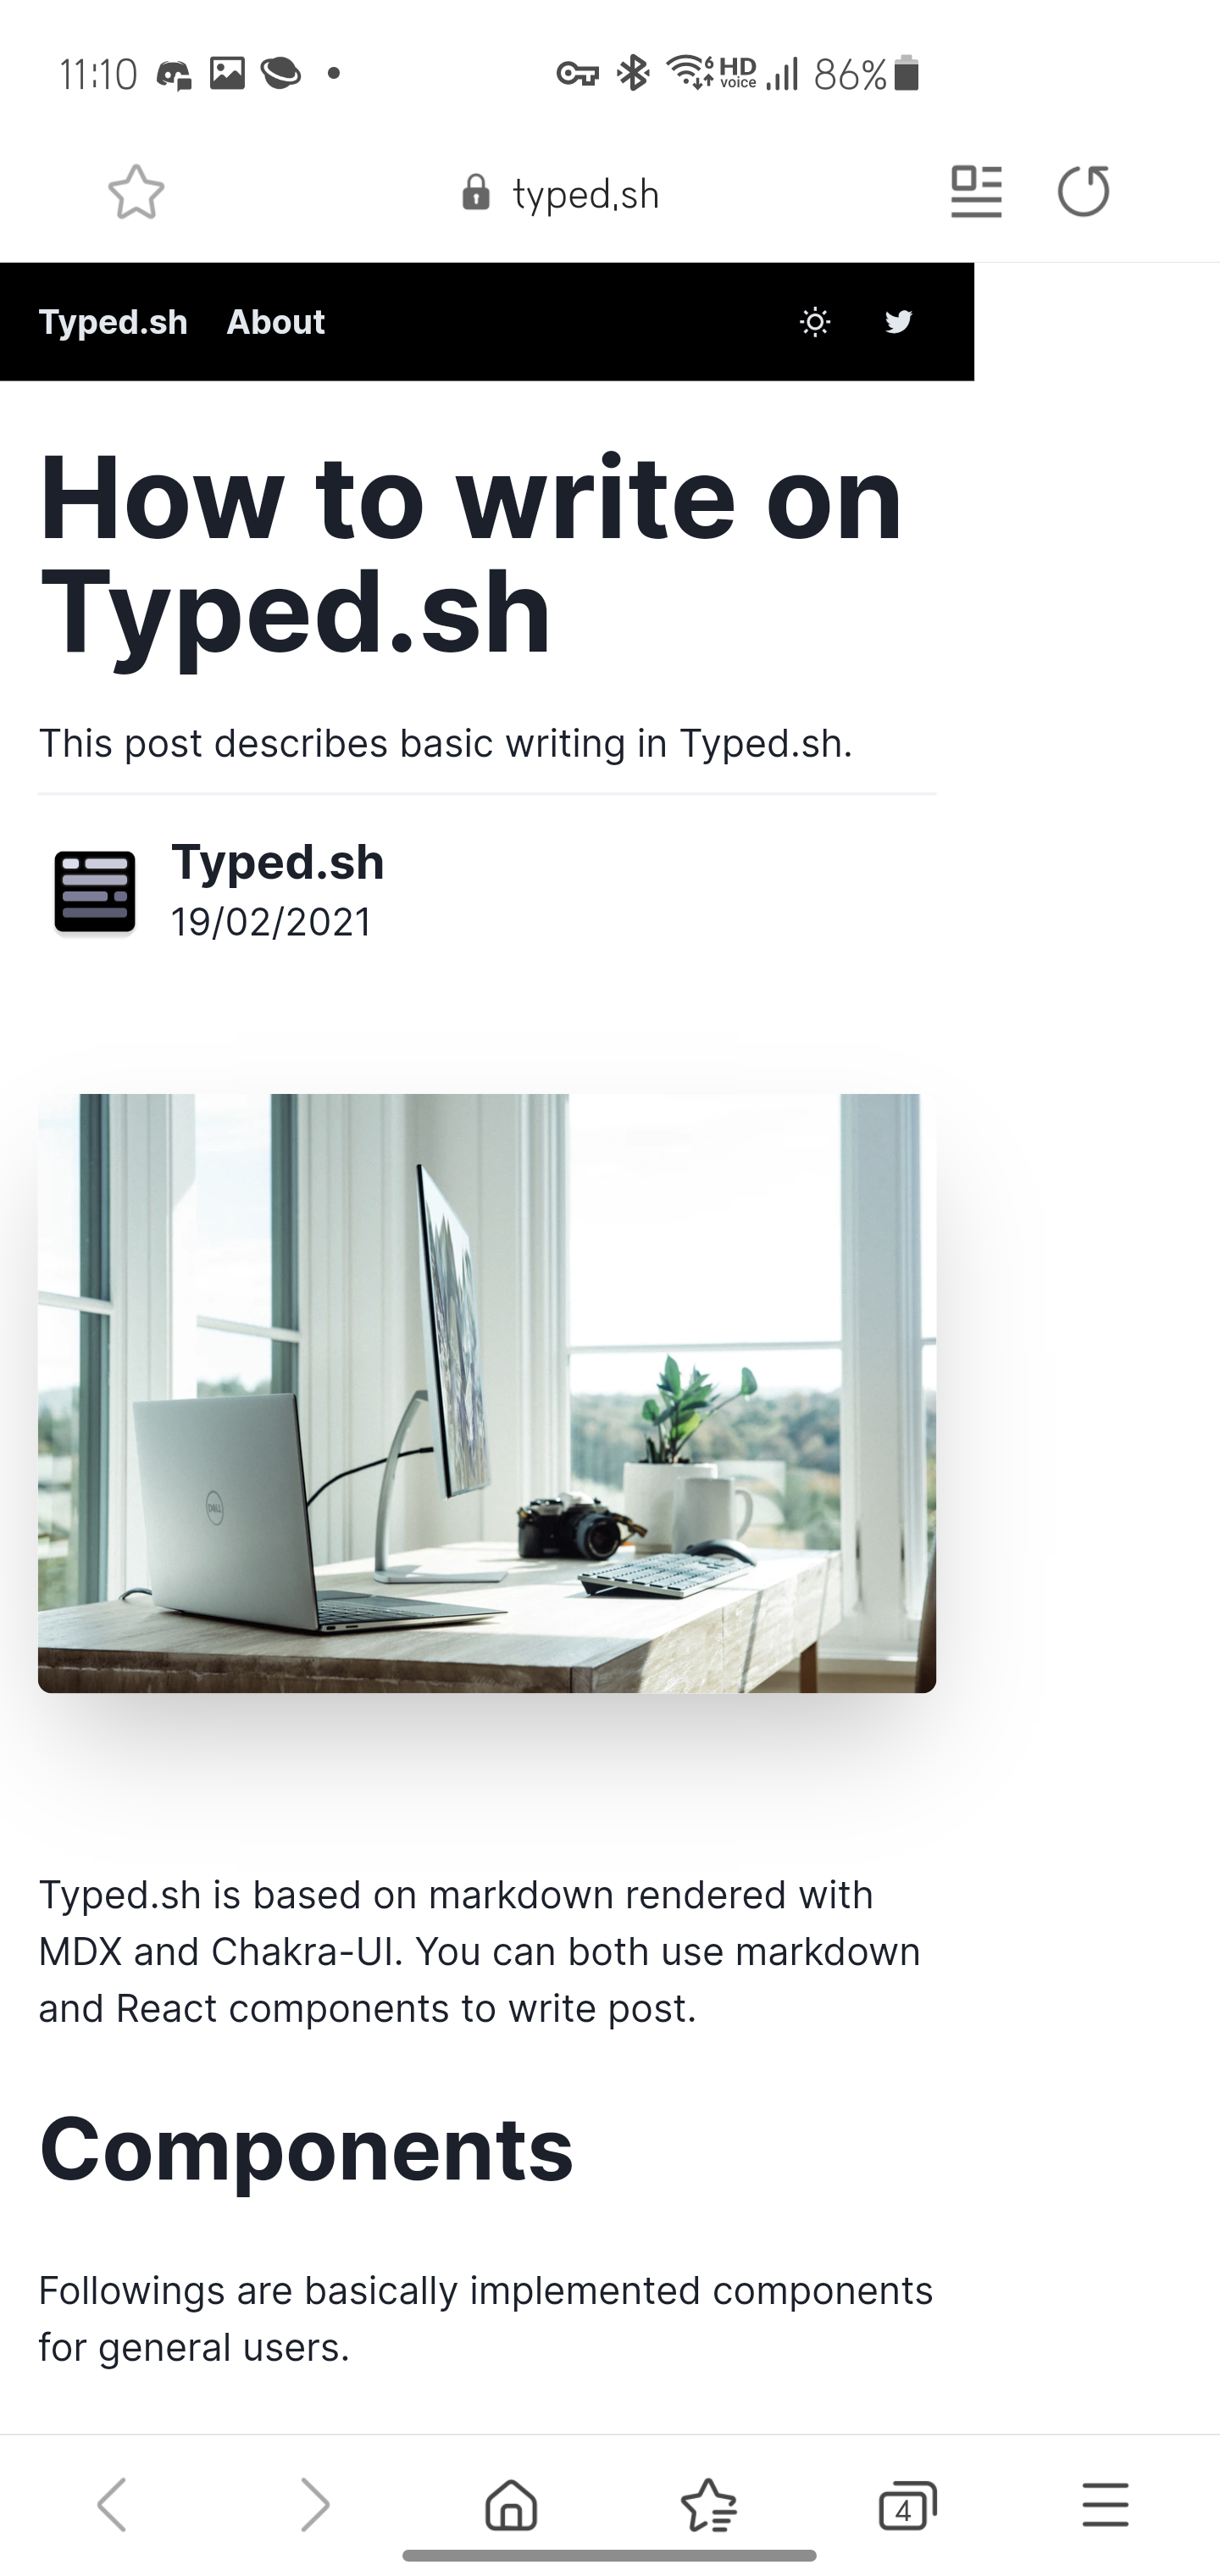 11:10
HD voice 86%
typed.sh
Typed.sh About
How to write on
Typed.sh
This post describes basic writing in Typed.sh.
Typed.sh
19/02/2021
DELL
Typed.sh is based on markdown rendered with
MDX and Chakra-UI. You can both use markdown
and React components to write post.
Components
Followings are basically implemented components
for general users.
4